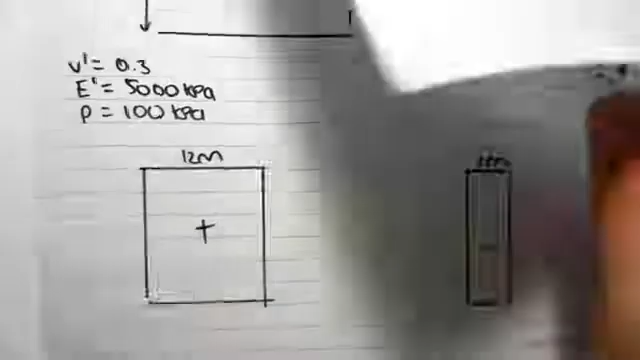 v' = 0.3
E' = 5000 kPa
p = 100 kPa
12m